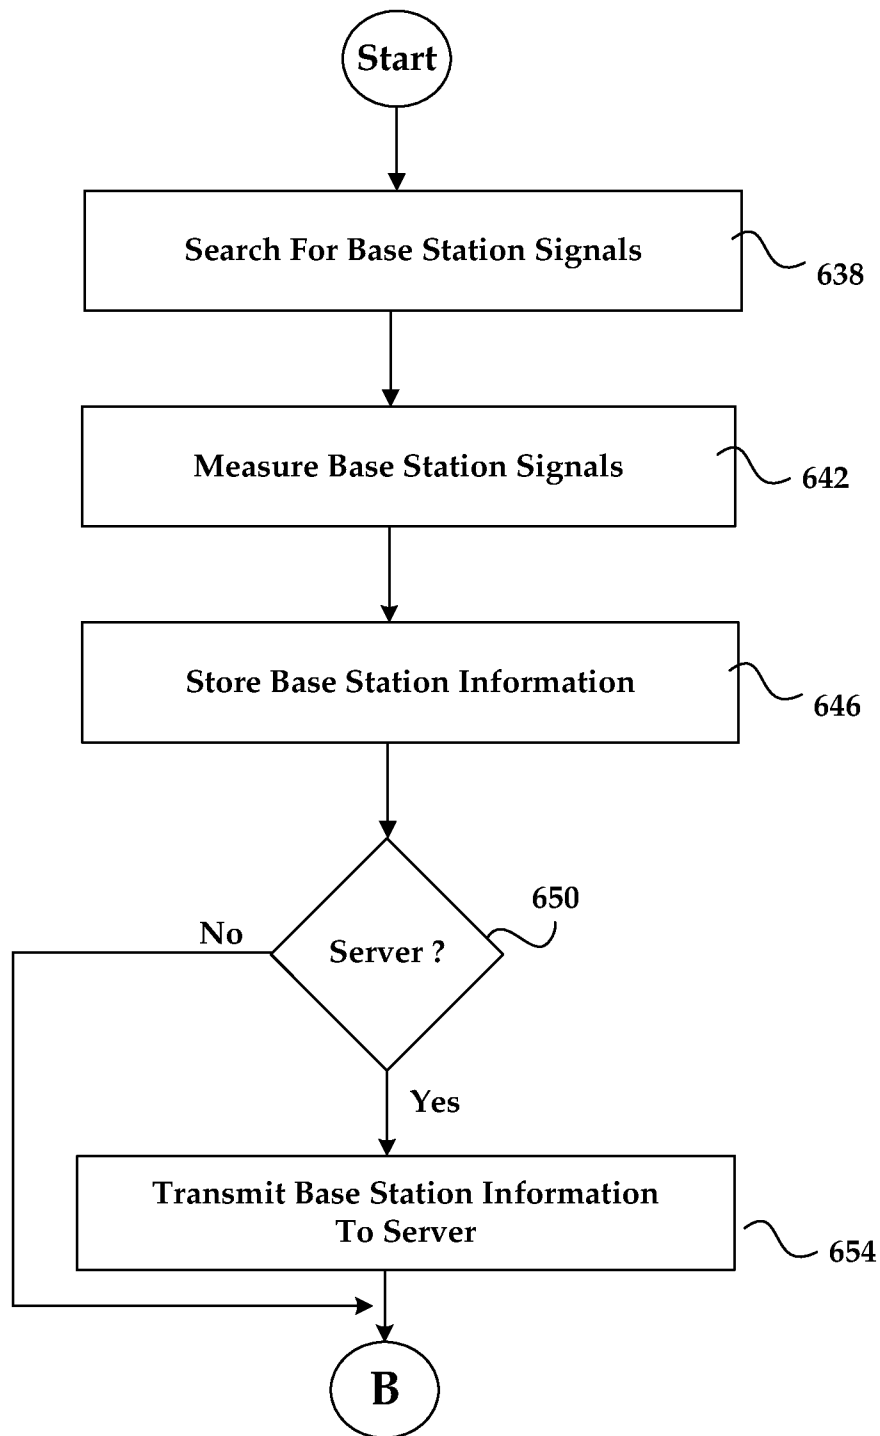 Start
Search For Base Station Signals
638
Measure Base Station Signals
642
Store Base Station Information
646
650
No
Server ?
Yes
Transmit Base Station Information
To Server
654
B